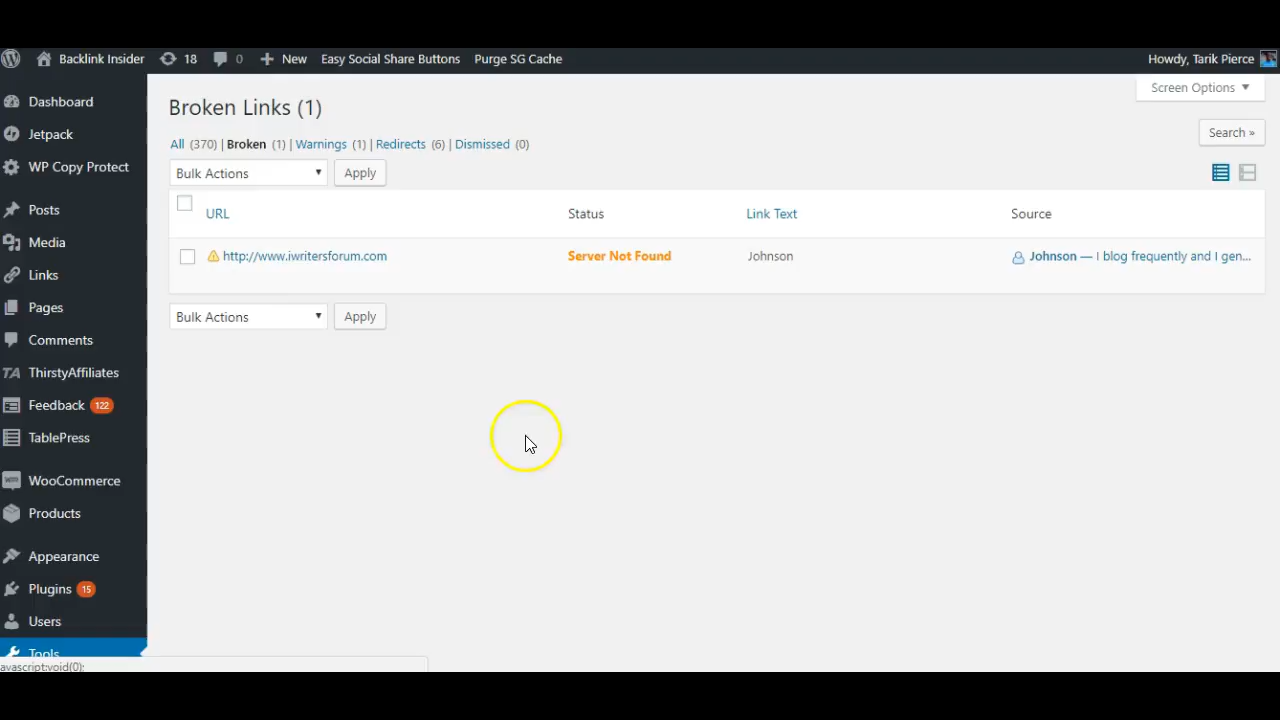 Backlink Insider 18 0 New Easy Social Share Buttons Purge SG Cache Howdy, Tarik Pierce
Screen Options ▼
Broken Links (1)
Search »
All (370) | Broken (1) | Warnings (1) | Redirects (6) | Dismissed (0)
Bulk Actions Apply
URL Status Link Text Source
http://www.iwritersforum.com Server Not Found Johnson Johnson — I blog frequently and I gen...
Bulk Actions Apply
Dashboard
Jetpack
WP Copy Protect
Posts
Media
Links
Pages
Comments
TA ThirstyAffiliates
Feedback 122
TablePress
WooCommerce
Products
Appearance
Plugins 15
Users
Tools
avascript:void(0);